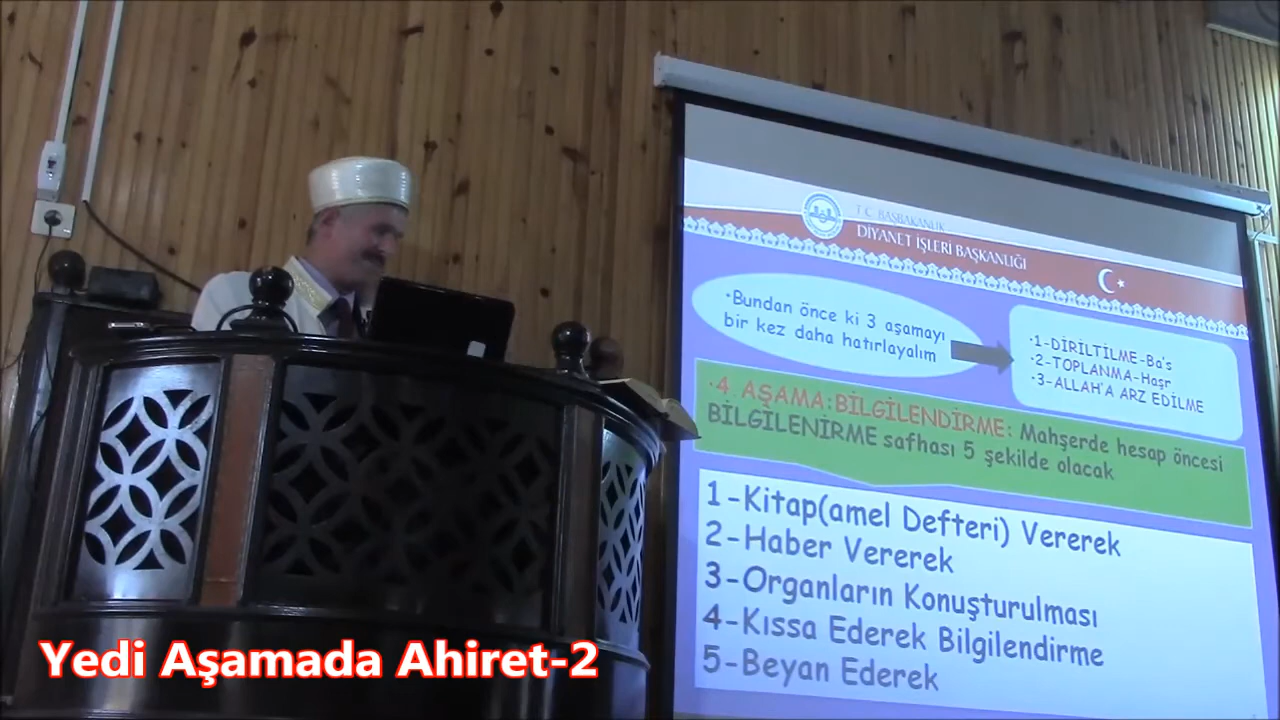 T.C. BAŞBAKANLIK
DİYANET İŞLERİ BAŞKANLIĞI
•Bundan önce ki 3 aşamayı
bir kez daha hatırlayalım
•1-DİRİLTİLME-Ba's
•2-TOPLANMA-Haşr
•3-ALLAH'A ARZ EDİLME
•4 AŞAMA:BİLGİLENDİRME: Mahşerde hesap öncesi
BİLGİLENİRME safhası 5 şekilde olacak
1-Kitap(amel Defteri) Vererek
2-Haber Vererek
3-Organların Konuşturulması
4-Kıssa Ederek Bilgilendirme
5-Beyan Ederek
Yedi Aşamada Ahiret-2